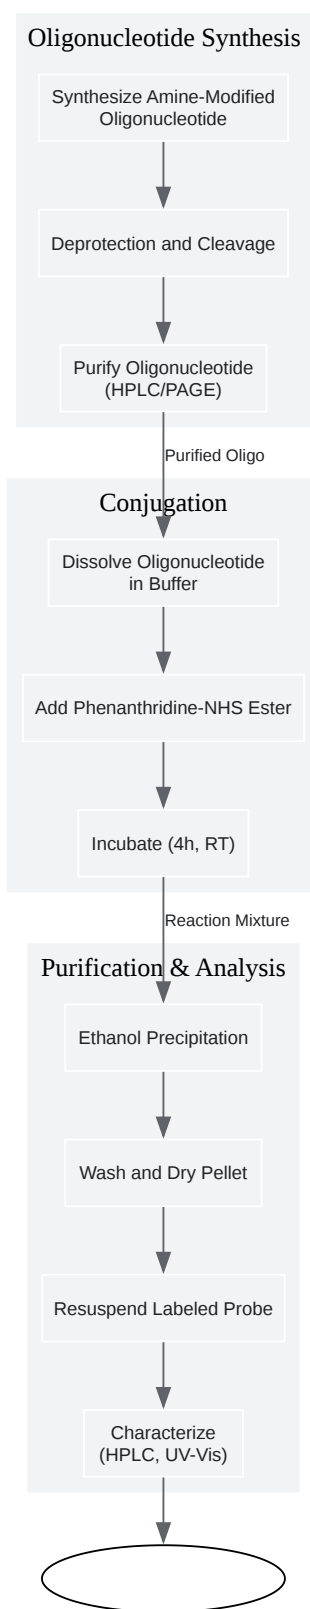 Oligonucleotide Synthesis
Synthesize Amine-Modified
Oligonucleotide
Deprotection and Cleavage
Purify Oligonucleotide
(HPLC/PAGE)
Purified Oligo
Conjugation
Dissolve Oligonucleotide
in Buffer
Add Phenanthridine-NHS Ester
Incubate (4h, RT)
Reaction Mixture
Purification & Analysis
Ethanol Precipitation
Wash and Dry Pellet
Resuspend Labeled Probe
Characterize
(HPLC, UV-Vis)